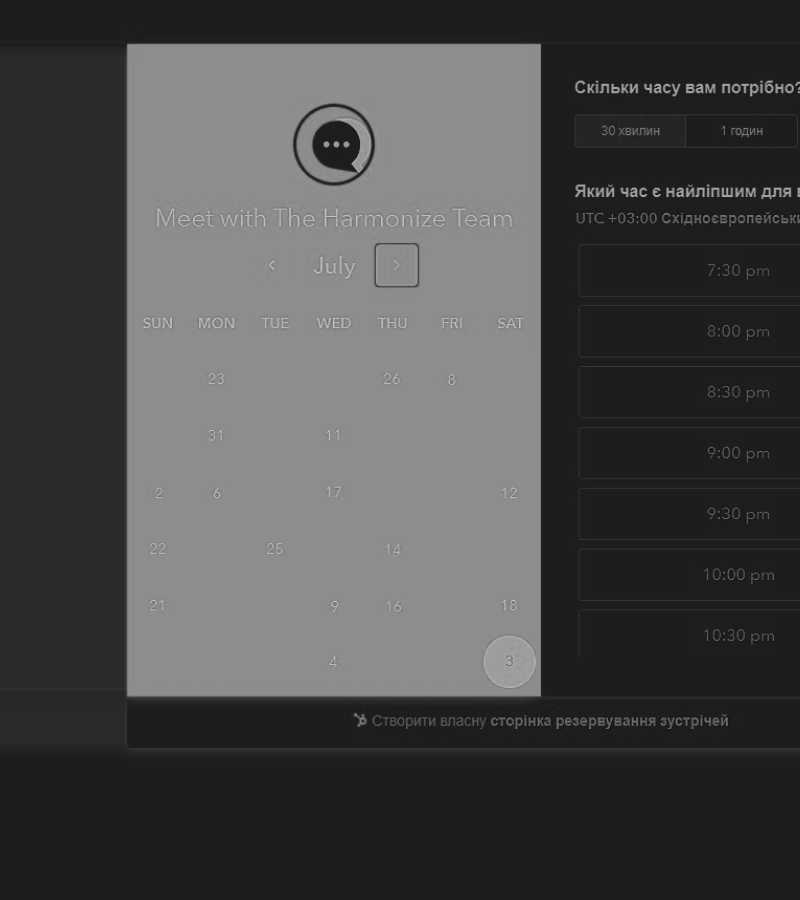 Meet with The Harmonize Team
July
SUN MON TUE WED THU FRI SAT
23 26 8
31 11
2 6 17 12
22 25 14
21 9 16 18
4 3
Скільки часу вам потрібно?
30 хвилин 1 годин
Який час є найліпшим для
UTC +03:00 Східноєвропейськ
7:30 pm
8:00 pm
8:30 pm
9:00 pm
9:30 pm
10:00 pm
10:30 pm
Створити власну сторінка резервування зустрічей